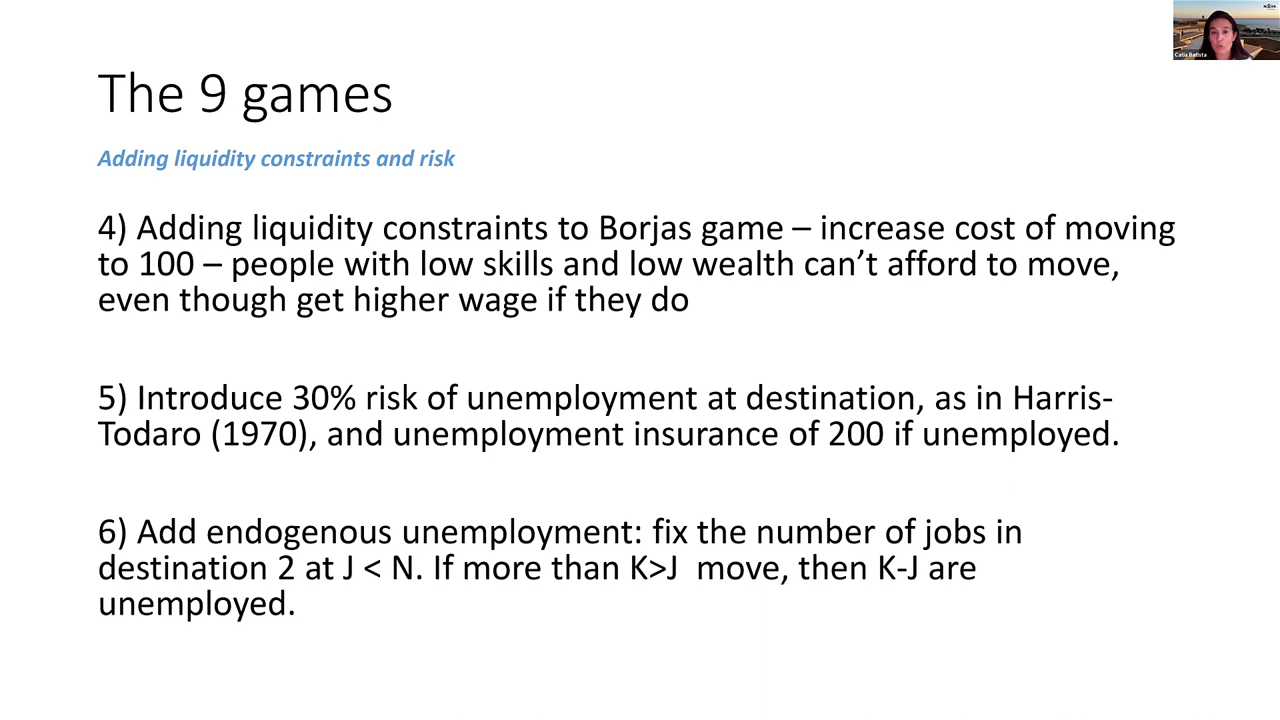 The 9 games
Adding liquidity constraints and risk
4) Adding liquidity constraints to Borjas game – increase cost of moving
to 100 – people with low skills and low wealth can’t afford to move,
even though get higher wage if they do
5) Introduce 30% risk of unemployment at destination, as in Harris-
Todaro (1970), and unemployment insurance of 200 if unemployed.
6) Add endogenous unemployment: fix the number of jobs in
destination 2 at J < N. If more than K>J  move, then K-J are
unemployed.
Catia Batista